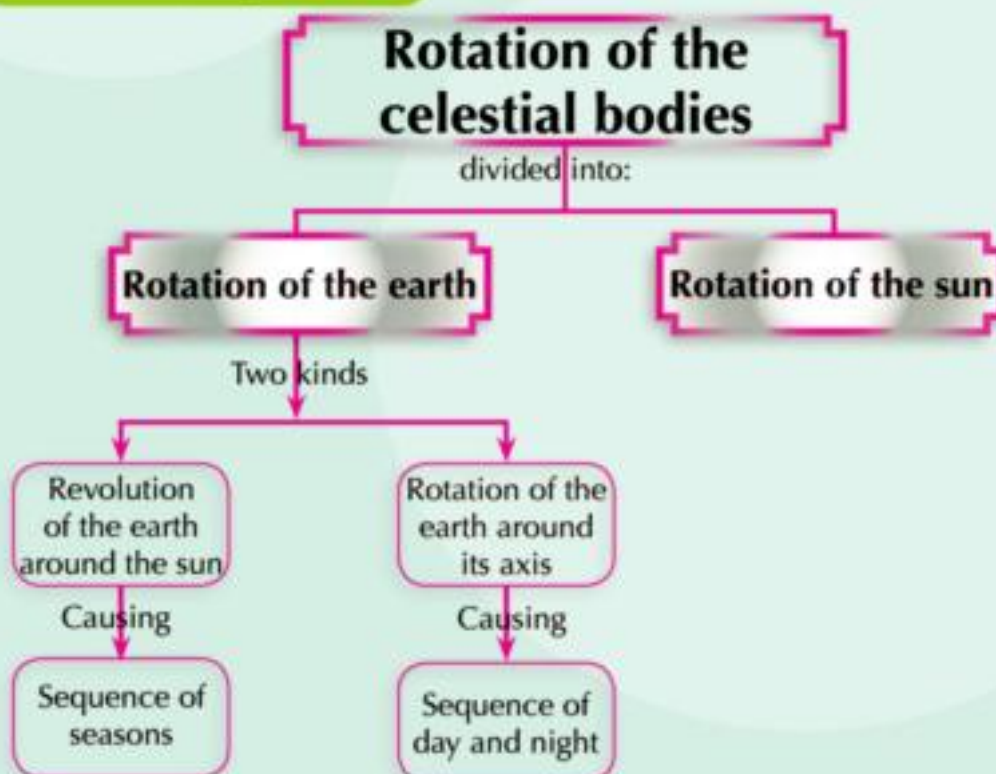 Rotation of the
celestial bodies
divided into:
Rotation of the earth
Rotation of the sun
Two kinds
Revolution
of the earth
around the sun
Rotation of the
earth around
its axis
Causing
Causing
Sequence of
seasons
Sequence of
day and night